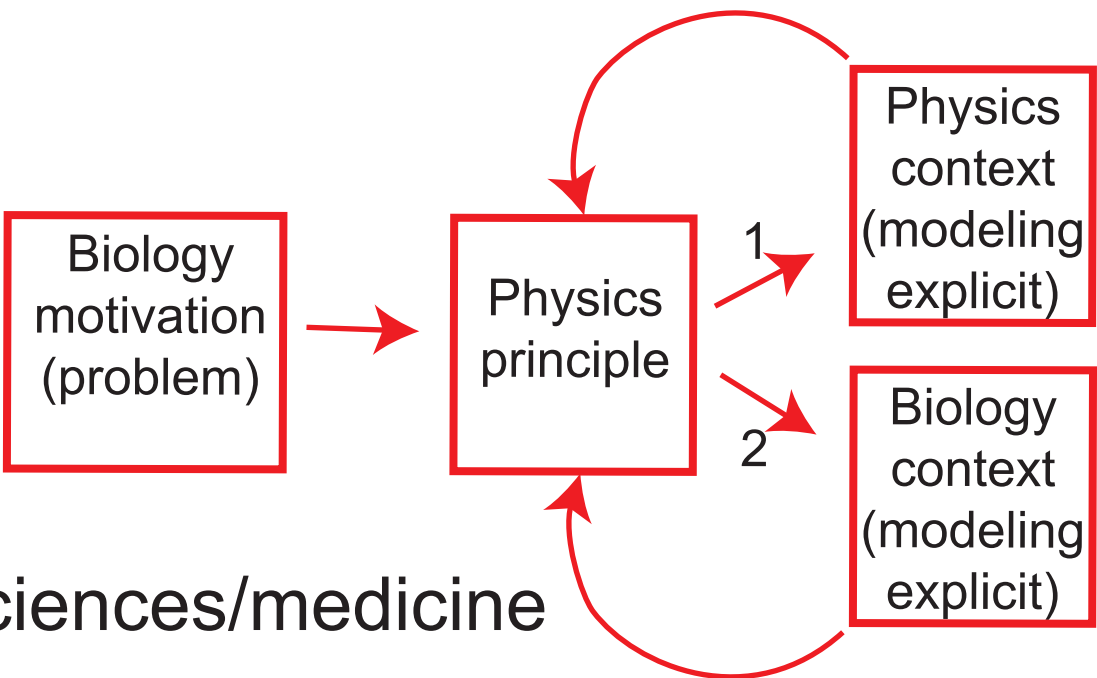 Biology
motivation
(problem)
Physics
principle
1
2
Physics
context
(modeling
explicit)
Biology
context
(modeling
explicit)
ciences/medicine